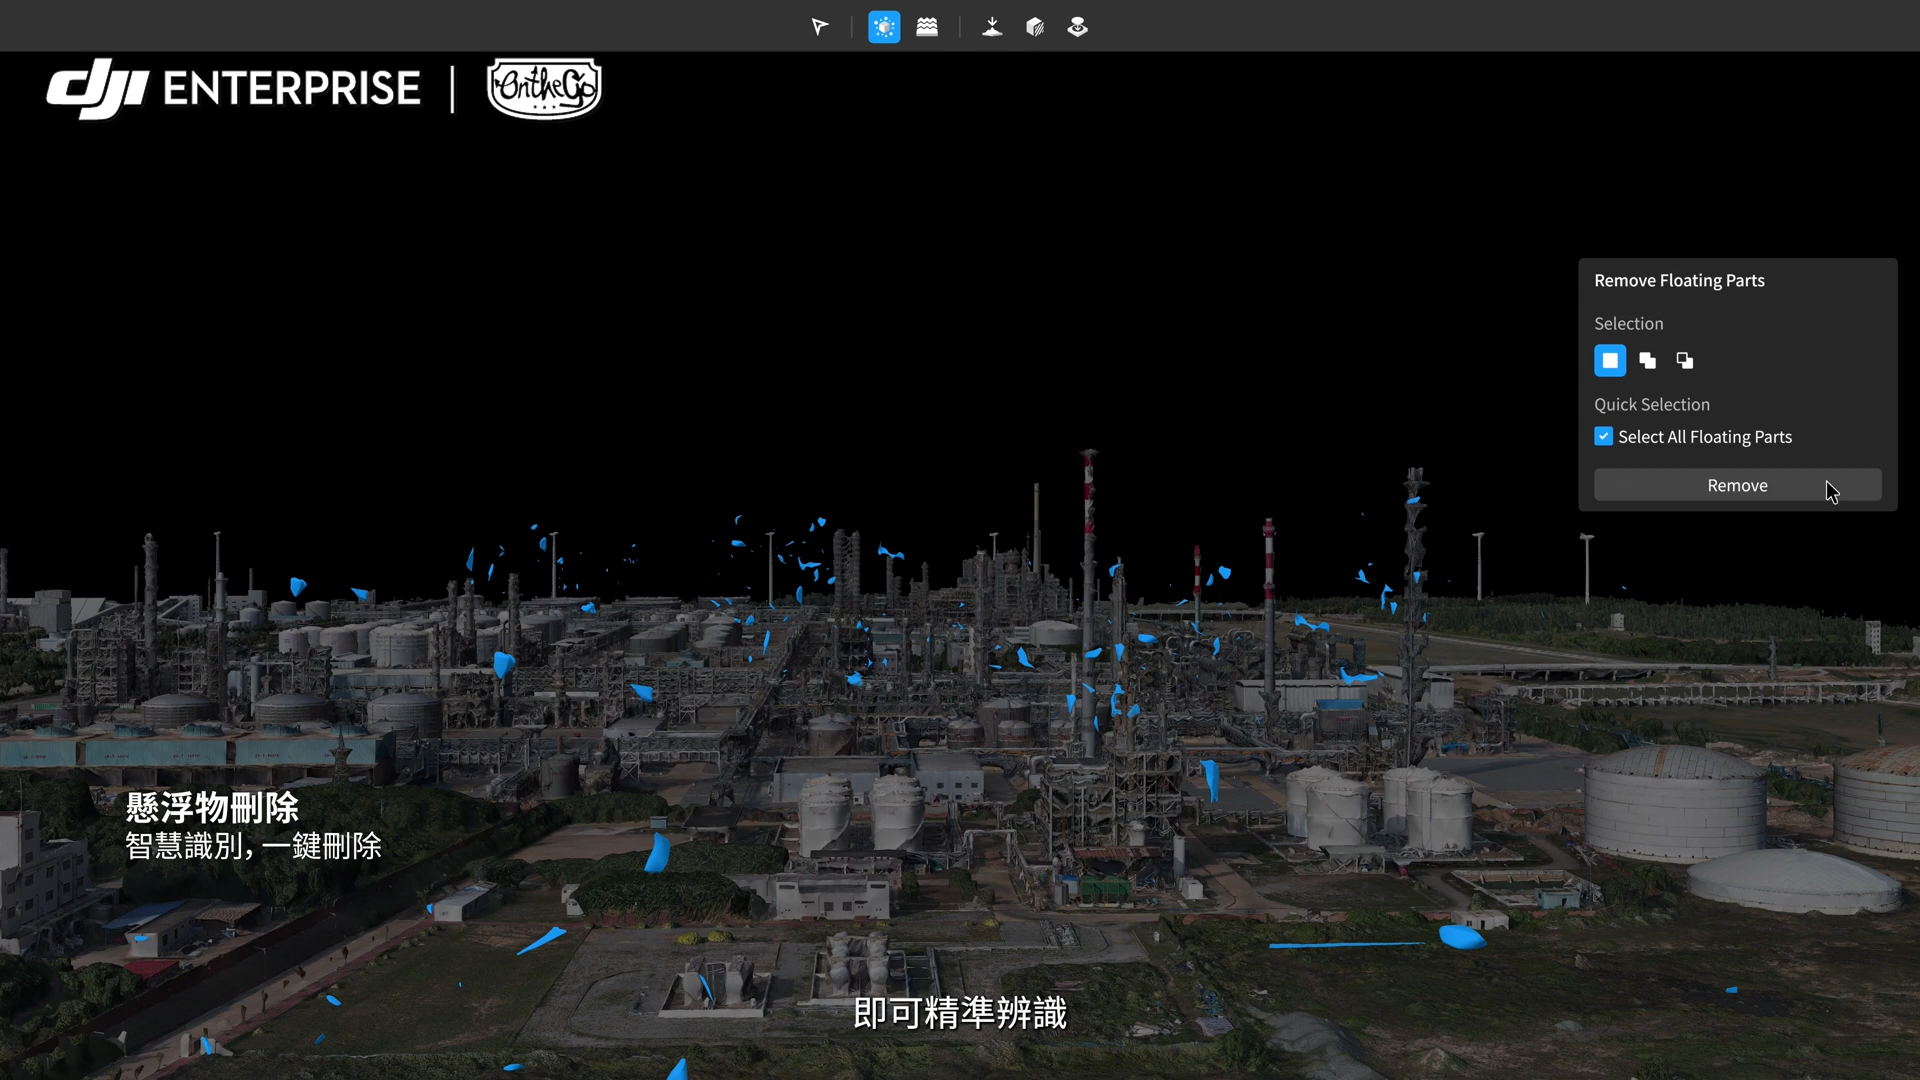 dji ENTERPRISE | OntheGo
Remove Floating Parts
Selection
Quick Selection
Select All Floating Parts
Remove
懸浮物刪除
智慧識別，一鍵刪除
即可精準辨識